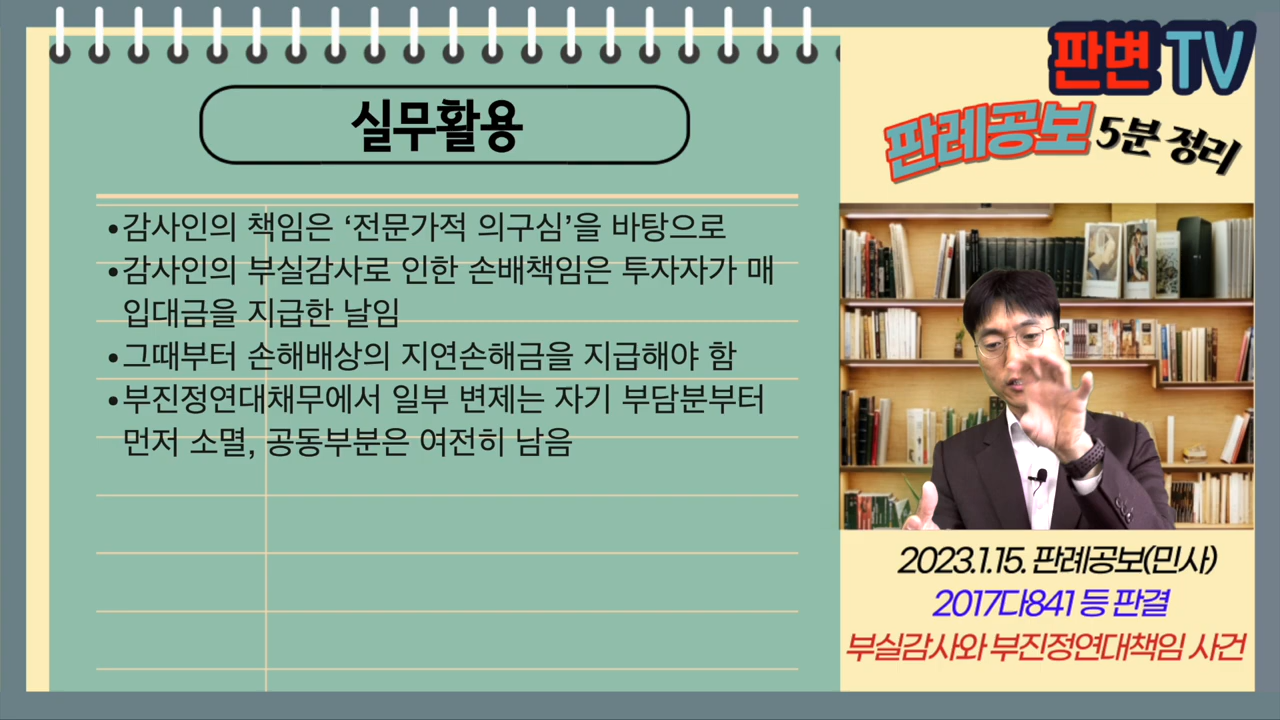 실무활용
•감사인의 책임은 ‘전문가적 의구심’을 바탕으로
•감사인의 부실감사로 인한 손배책임은 투자자가 매
입대금을 지급한 날임
•그때부터 손해배상의 지연손해금을 지급해야 함
•부진정연대채무에서 일부 변제는 자기 부담분부터
먼저 소멸, 공동부분은 여전히 남음
판변 TV
판례공보 5분 정리
2023.1.15. 판례공보(민사)
2017다841 등 판결
부실감사와 부진정연대책임 사건